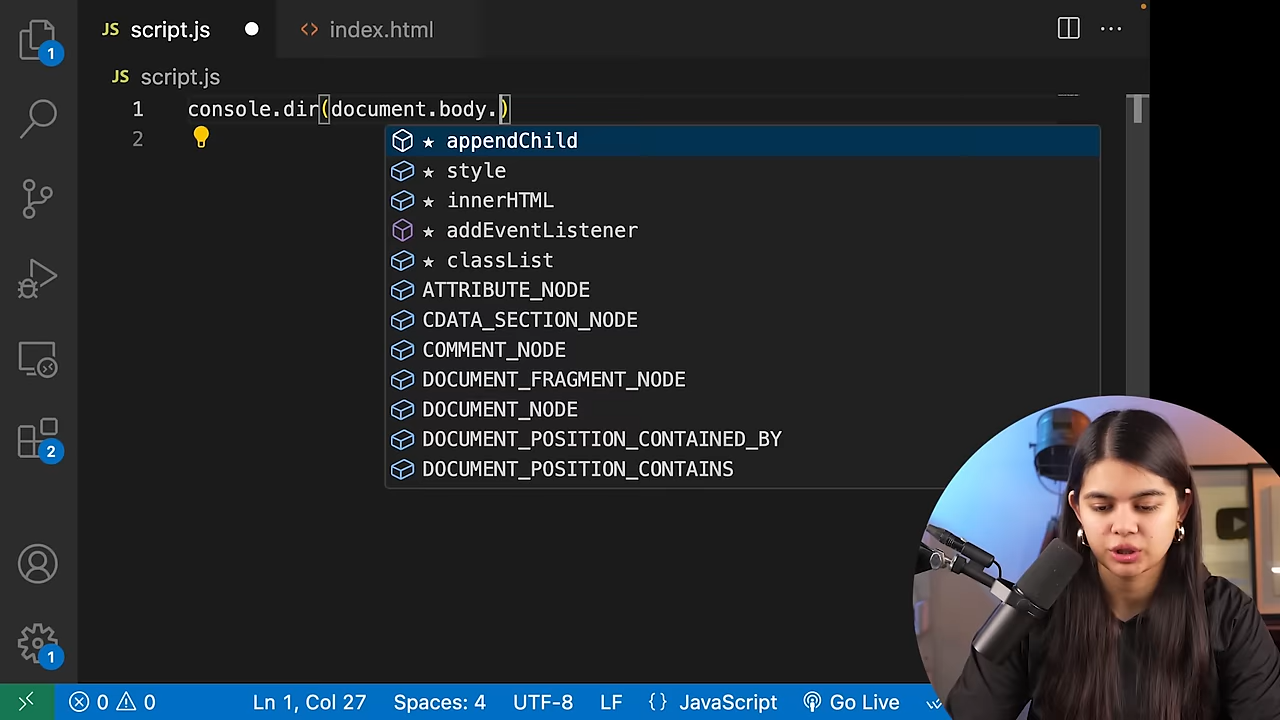 JS script.js
<> index.html
1
JS script.js
1 console.dir(document.body.)
2
★ appendChild
★ style
★ innerHTML
★ addEventListener
★ classList
ATTRIBUTE_NODE
CDATA_SECTION_NODE
COMMENT_NODE
DOCUMENT_FRAGMENT_NODE
DOCUMENT_NODE
DOCUMENT_POSITION_CONTAINED_BY
DOCUMENT_POSITION_CONTAINS
2
1
0 0 Ln 1, Col 27 Spaces: 4 UTF-8 LF {} JavaScript Go Live